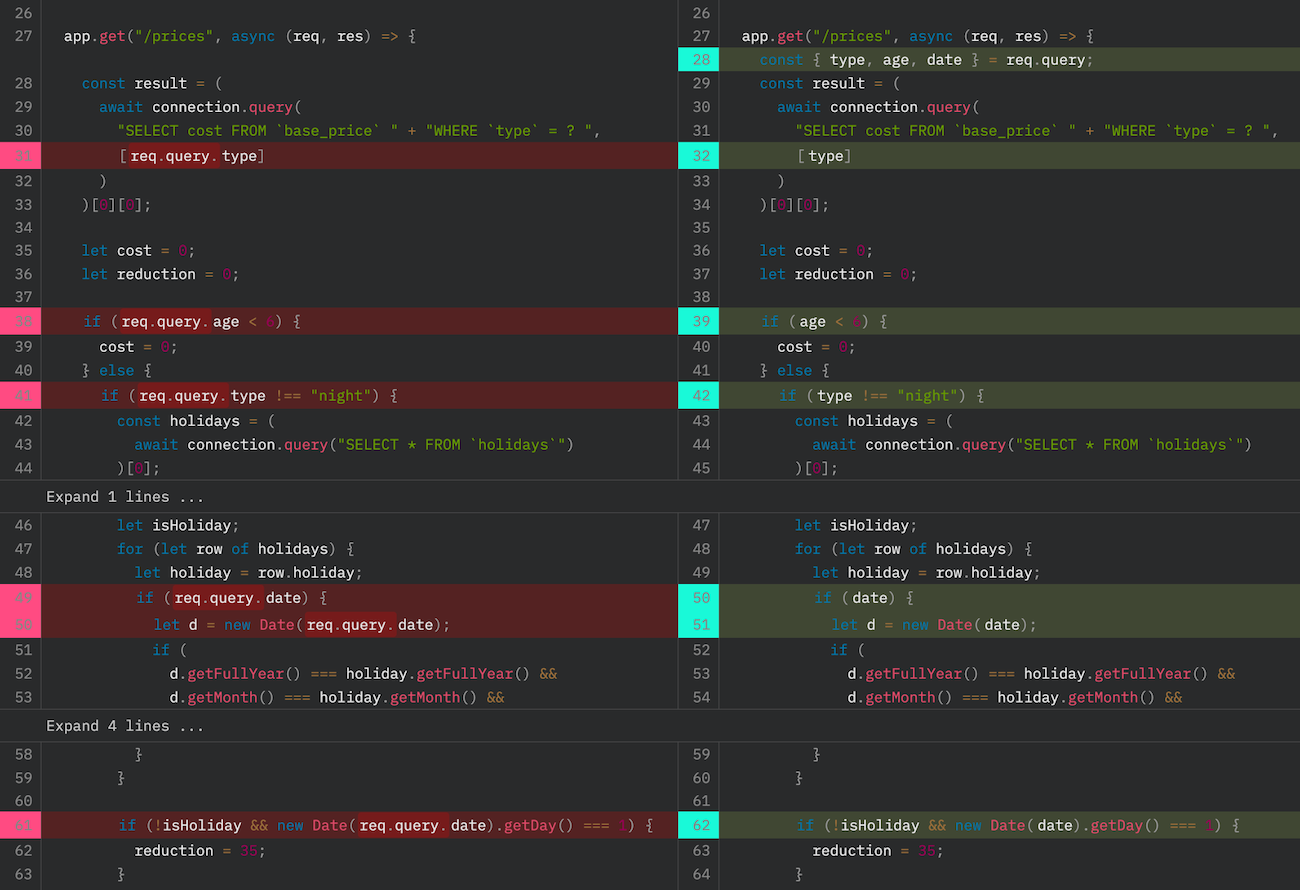 26
27 app.get("/prices", async (req, res) => {
28 const result = (
29 await connection.query(
30 "SELECT cost FROM `base_price` " + "WHERE `type` = ? ",
31 [req.query.type]
32 )
33 )[0][0];
34
35 let cost = 0;
36 let reduction = 0;
37
38 if (req.query.age < 6) {
39 cost = 0;
40 } else {
41 if (req.query.type !== "night") {
42 const holidays = (
43 await connection.query("SELECT * FROM `holidays`")
44 )[0];
Expand 1 lines ...
46 let isHoliday;
47 for (let row of holidays) {
48 let holiday = row.holiday;
49 if (req.query.date) {
50 let d = new Date(req.query.date);
51 if (
52 d.getFullYear() === holiday.getFullYear() &&
53 d.getMonth() === holiday.getMonth() &&
Expand 4 lines ...
58 }
59 }
60
61 if (!isHoliday && new Date(req.query.date).getDay() === 1) {
62 reduction = 35;
63 }
26
27 app.get("/prices", async (req, res) => {
28 const { type, age, date } = req.query;
29 const result = (
30 await connection.query(
31 "SELECT cost FROM `base_price` " + "WHERE `type` = ? ",
32 [type]
33 )
34 )[0][0];
35
36 let cost = 0;
37 let reduction = 0;
38
39 if (age < 6) {
40 cost = 0;
41 } else {
42 if (type !== "night") {
43 const holidays = (
44 await connection.query("SELECT * FROM `holidays`")
45 )[0];
47 let isHoliday;
48 for (let row of holidays) {
49 let holiday = row.holiday;
50 if (date) {
51 let d = new Date(date);
52 if (
53 d.getFullYear() === holiday.getFullYear() &&
54 d.getMonth() === holiday.getMonth() &&
59 }
60 }
61
62 if (!isHoliday && new Date(date).getDay() === 1) {
63 reduction = 35;
64 }